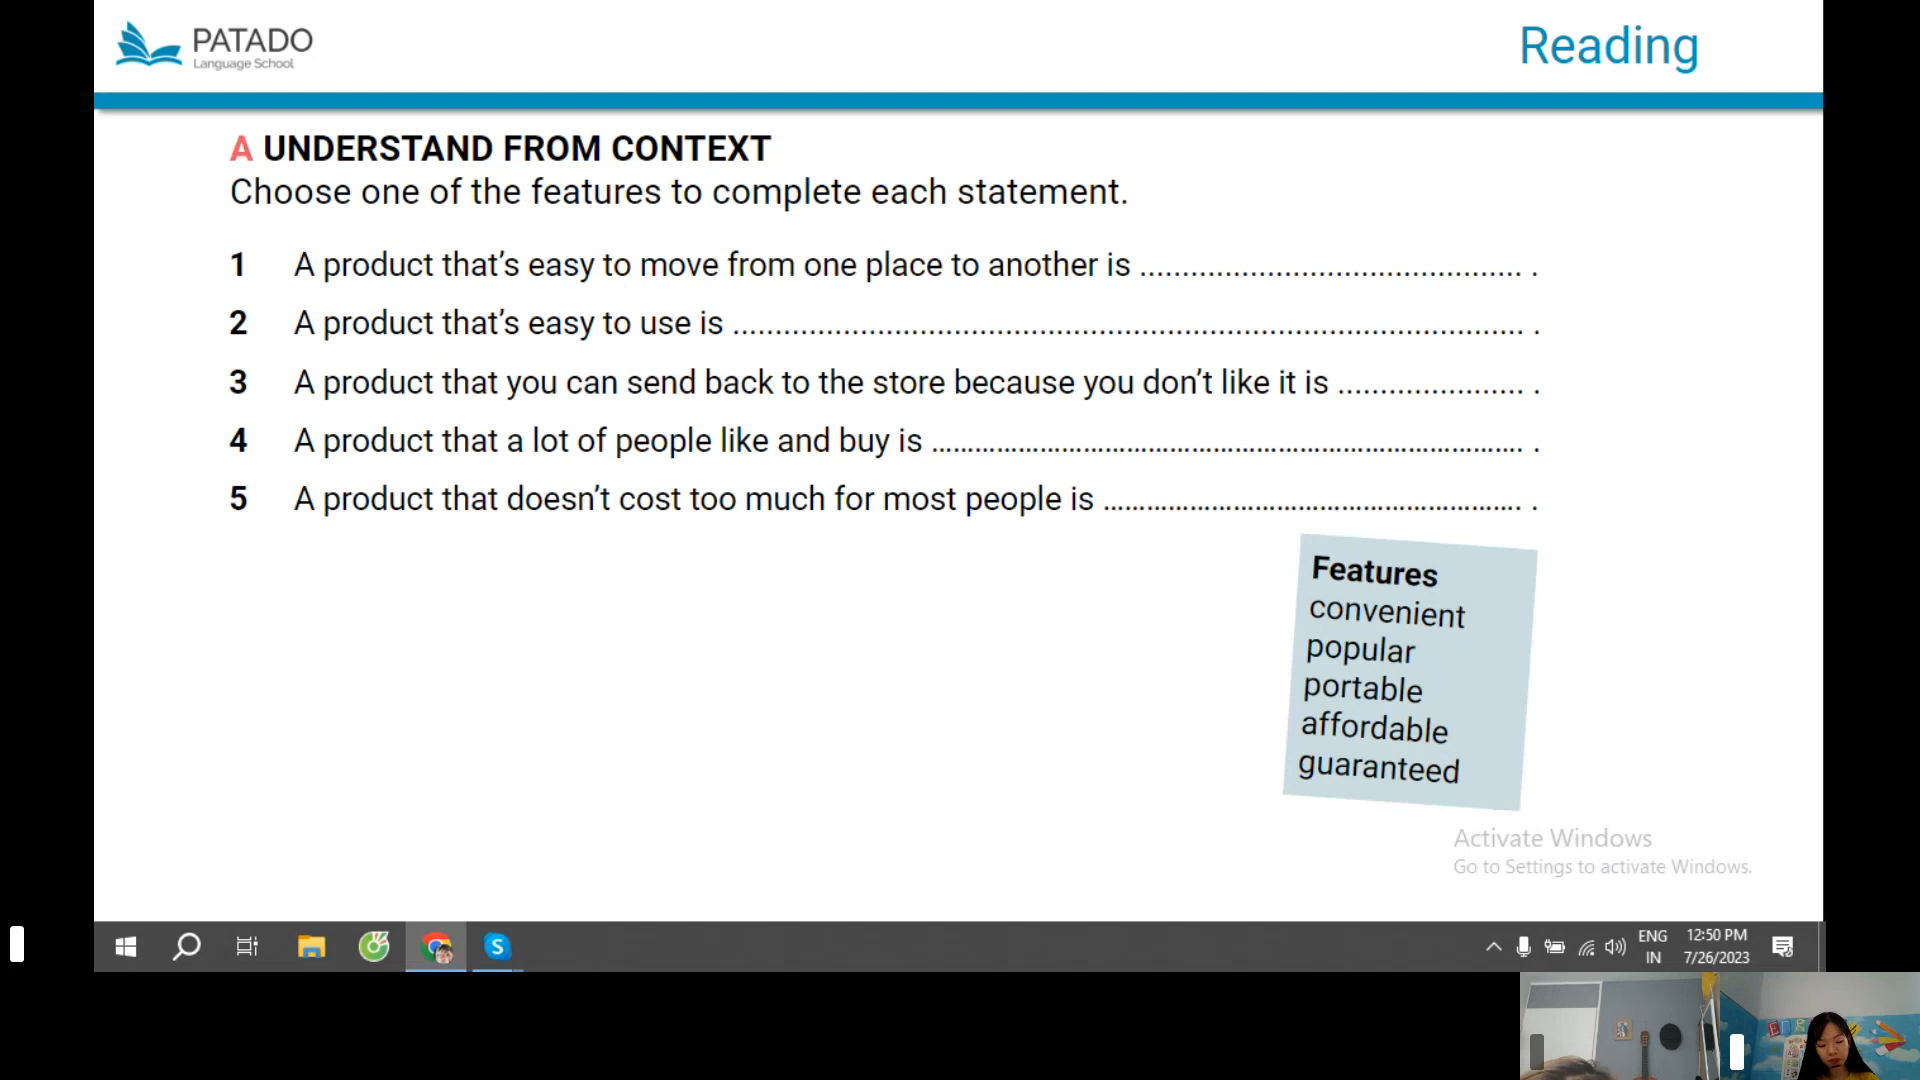 PATADO
Language School
Reading
A UNDERSTAND FROM CONTEXT
Choose one of the features to complete each statement.
1 A product that's easy to move from one place to another is ............................................. .
2 A product that's easy to use is ............................................................................................. .
3 A product that you can send back to the store because you don't like it is ...................... .
4 A product that a lot of people like and buy is ...................................................................... .
5 A product that doesn't cost too much for most people is ................................................. .
Features
convenient
popular
portable
affordable
guaranteed
Activate Windows
Go to Settings to activate Windows.
S
ENG
IN
12:50 PM
7/26/2023